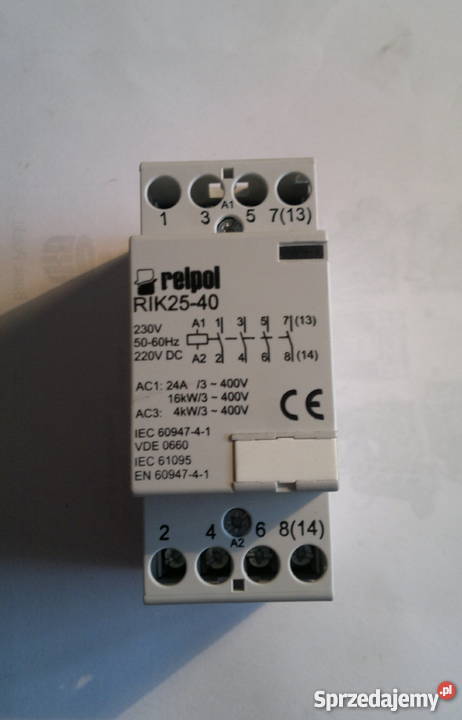 1 3 5 7(13)
A1
relpol
RIK25-40
230V
50-60Hz
220V DC
A1 1 3 5 7 (13)
A2 2 4 6 8 (14)
AC1: 24A /3 ~ 400V
16kW/3 ~ 400V
AC3: 4kW/3 ~ 400V
CE
IEC 60947-4-1
VDE 0660
IEC 61095
EN 60947-4-1
2 4 6 8(14)
A2
Sprzedajemy.pl